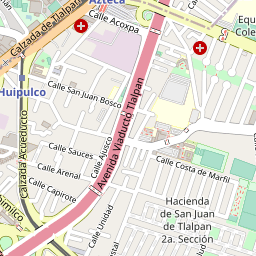 Azteca
Calle Acoxpa
Equ
Cole
Calzada de Tlalpan
Huipulco
Calle San Juan Bosco
Avenida Viaducto Tlalpan
Calzada Acueducto
Calle Ajusco
Calle Sauces
Calle Arenal
Calle Capirote
Calle Costa de Marfil
Calle Unidad
Hacienda
de San Juan
de Tlalpan
2a. Sección